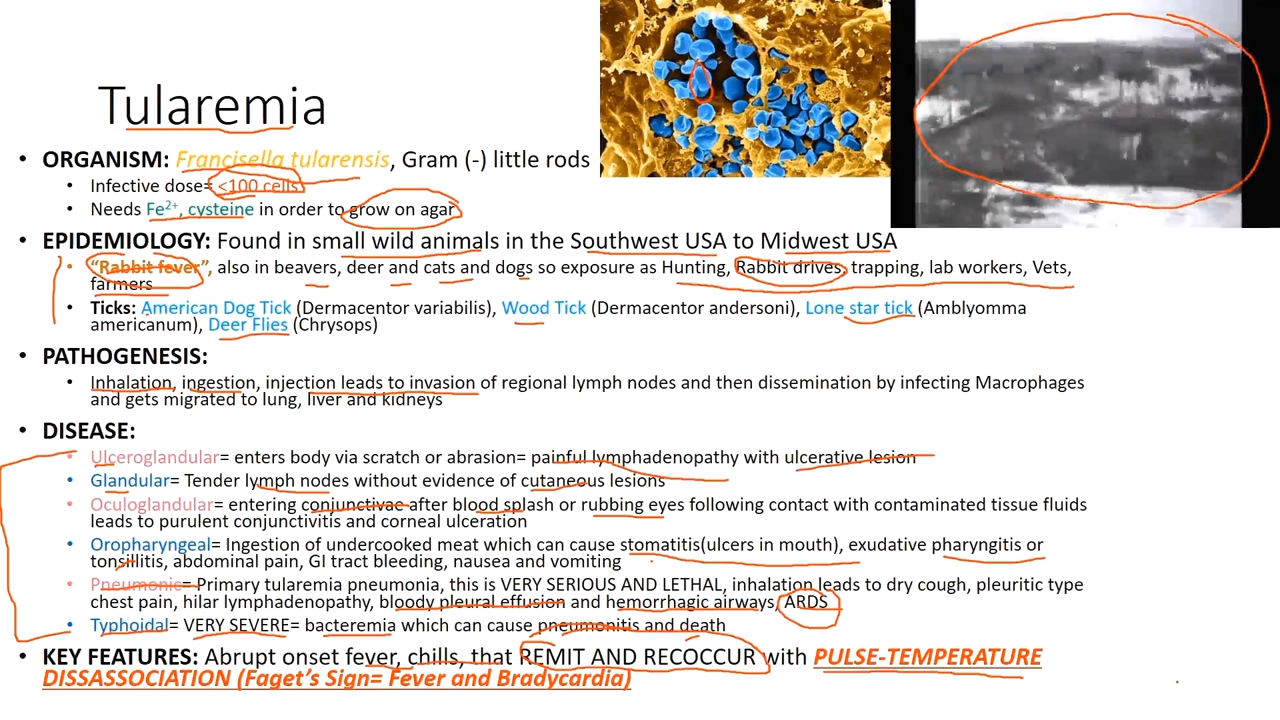 Tularemia
• ORGANISM: Francisella tularensis, Gram (-) little rods
• Infective dose= <100 cells
• Needs Fe²⁺, cysteine in order to grow on agar
• EPIDEMIOLOGY: Found in small wild animals in the Southwest USA to Midwest USA
• “Rabbit fever”, also in beavers, deer and cats and dogs so exposure as Hunting, Rabbit drives, trapping, lab workers, Vets,
farmers
• Ticks: American Dog Tick (Dermacentor variabilis), Wood Tick (Dermacentor andersoni), Lone star tick (Amblyomma
americanum), Deer Flies (Chrysops)
• PATHOGENESIS:
• Inhalation, ingestion, injection leads to invasion of regional lymph nodes and then dissemination by infecting Macrophages
and gets migrated to lung, liver and kidneys
• DISEASE:
• Ulceroglandular= enters body via scratch or abrasion= painful lymphadenopathy with ulcerative lesion
• Glandular= Tender lymph nodes without evidence of cutaneous lesions
• Oculoglandular= entering conjunctivae after blood splash or rubbing eyes following contact with contaminated tissue fluids
leads to purulent conjunctivitis and corneal ulceration
• Oropharyngeal= Ingestion of undercooked meat which can cause stomatitis(ulcers in mouth), exudative pharyngitis or
tonsillitis, abdominal pain, GI tract bleeding, nausea and vomiting
• Pneumonic= Primary tularemia pneumonia, this is VERY SERIOUS AND LETHAL, inhalation leads to dry cough, pleuritic type
chest pain, hilar lymphadenopathy, bloody pleural effusion and hemorrhagic airways, ARDS
• Typhoidal= VERY SEVERE= bacteremia which can cause pneumonitis and death
• KEY FEATURES: Abrupt onset fever, chills, that REMIT AND RECOCCUR with PULSE-TEMPERATURE
DISSASSOCIATION (Faget’s Sign= Fever and Bradycardia)